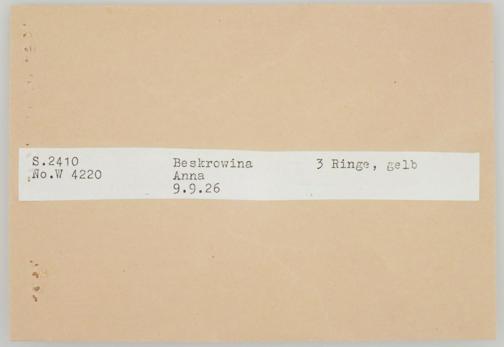 S.2410 Beskrowina 3 Ringe, gelb
No.W 4220 Anna
9.9.26